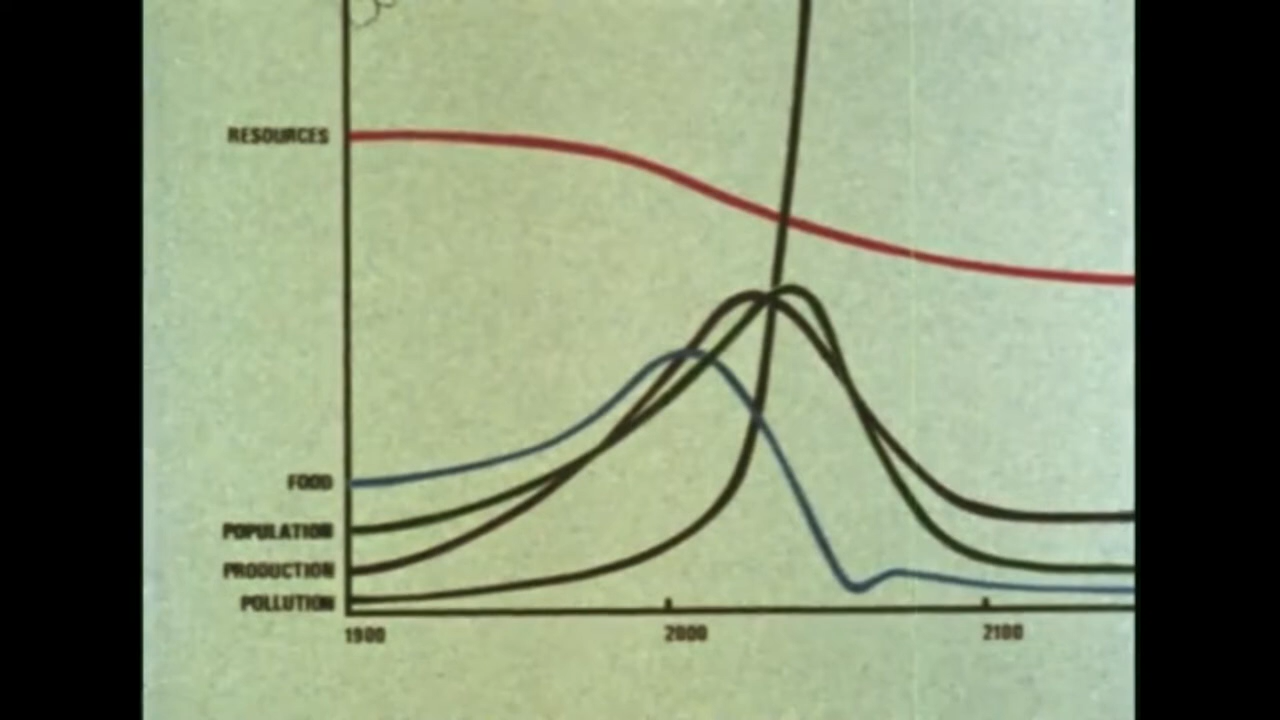 RESOURCES
FOOD
POPULATION
PRODUCTION
POLLUTION
1900
2000
2100